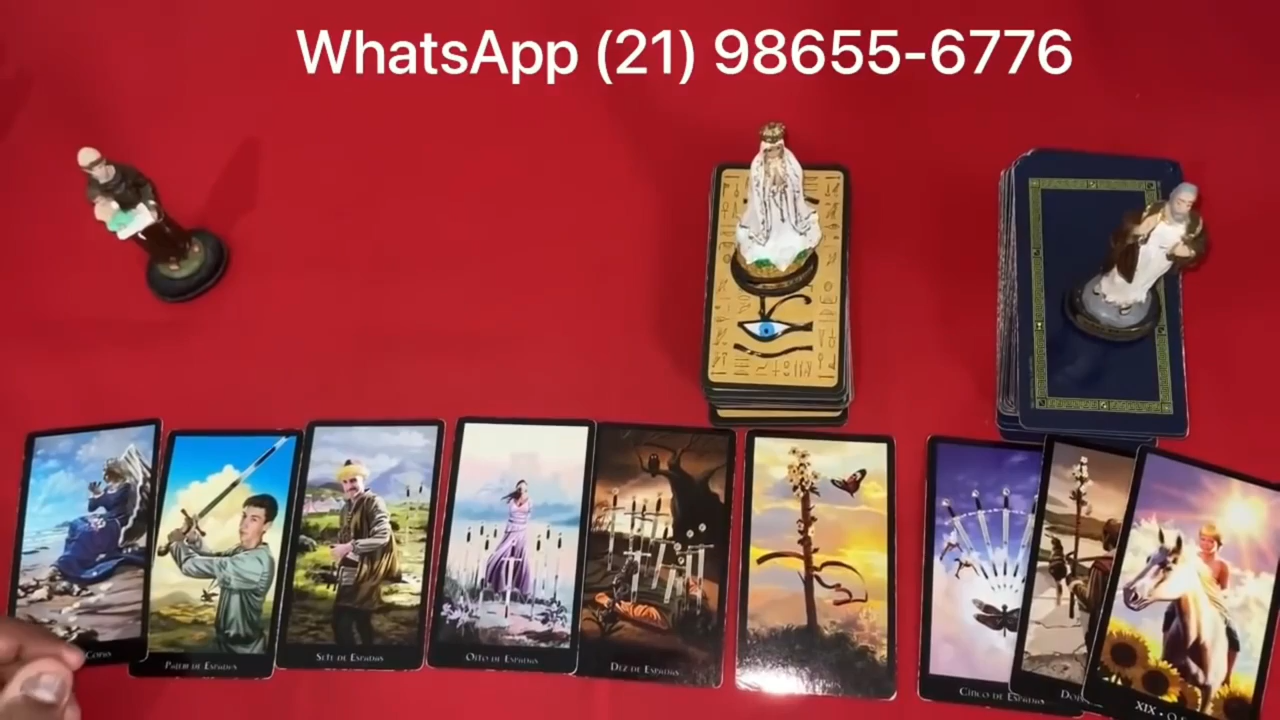 WhatsApp (21) 98655-6776
Copas
Pajem de Espadas
Sete de Espadas
Oito de Espadas
Dez de Espadas
Cinco de Espadas
XIX • O